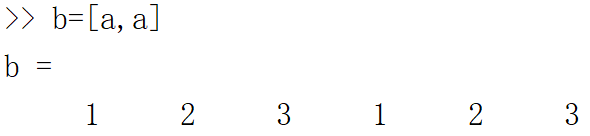 >> b=[a,a]
b =
1 2 3 1 2 3